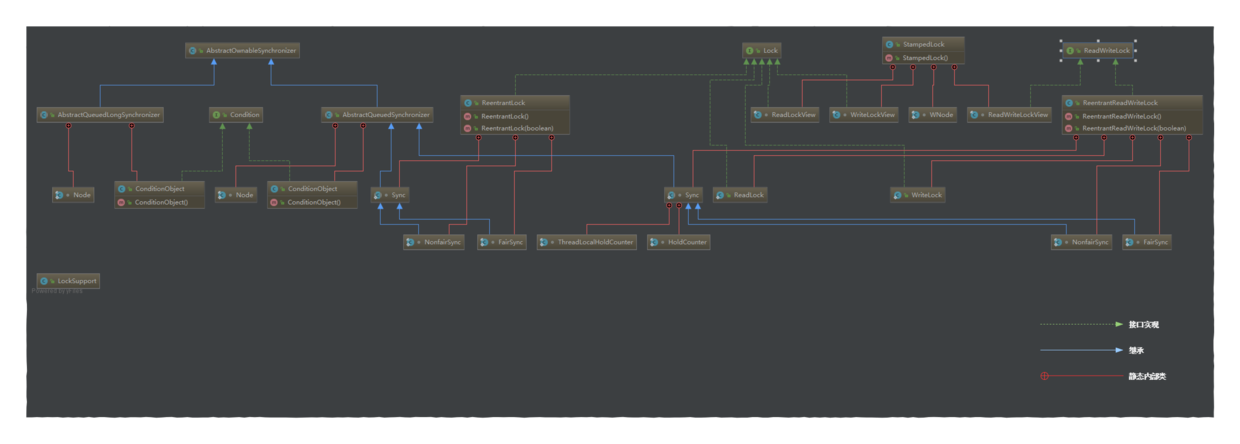 AbstractOwnableSynchronizer
Lock
StampedLock
StampedLock()
ReadWriteLock
AbstractQueuedLongSynchronizer
Condition
AbstractQueuedSynchronizer
ReentrantLock
ReentrantLock()
ReentrantLock(boolean)
ReadLockView
WriteLockView
WNode
ReadWriteLockView
ReentrantReadWriteLock
ReentrantReadWriteLock()
ReentrantReadWriteLock(boolean)
Node
ConditionObject
ConditionObject()
Node
ConditionObject
ConditionObject()
Sync
Sync
ReadLock
WriteLock
NonfairSync
FairSync
ThreadLocalHoldCounter
HoldCounter
NonfairSync
FairSync
LockSupport
Powered by yFiles
接口实现
继承
静态内部类